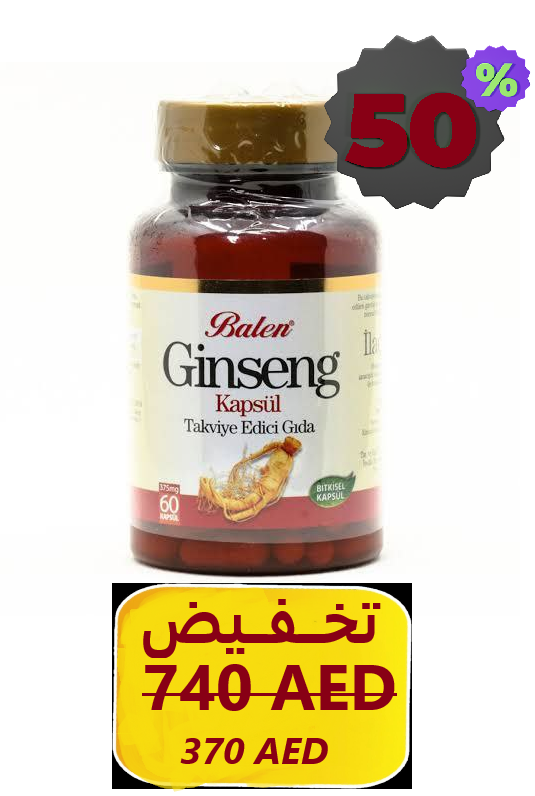 50%
Balen®
Ginseng
Kapsül
Takviye Edici Gıda
375mg
60
KAPSÜL
BİTKİSEL
KAPSÜL
تخفيض
740 AED
370 AED